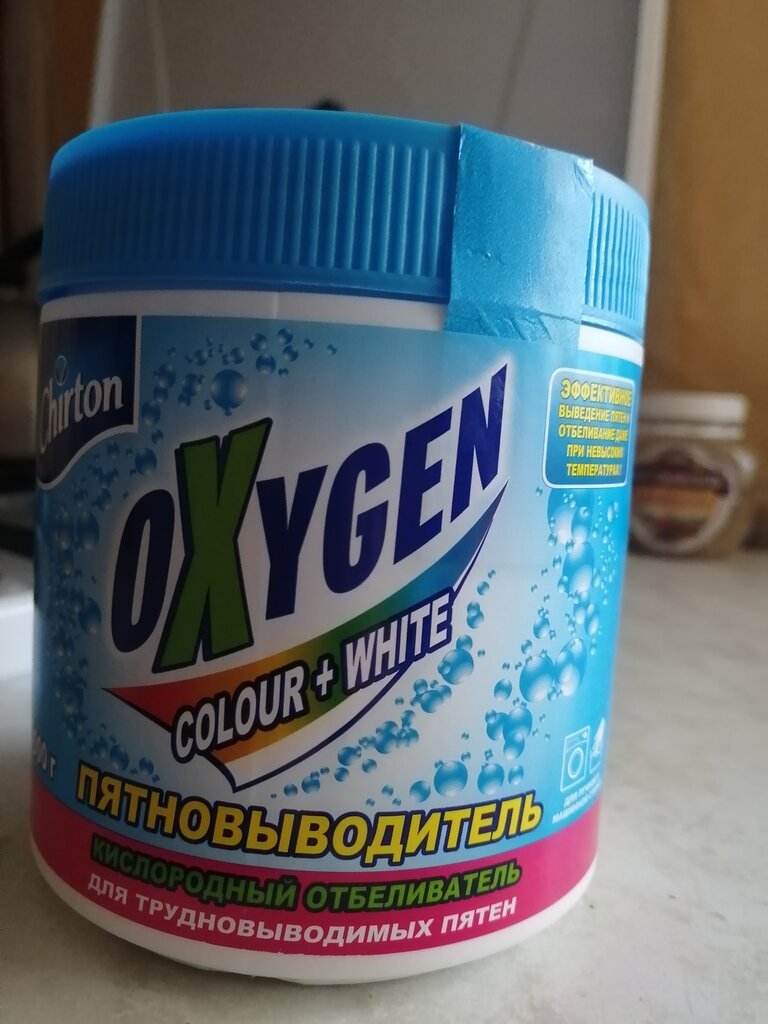 Chirton
OXYGEN
COLOUR + WHITE
ЭФФЕКТИВНОЕ
ВЫВЕДЕНИЕ ПЯТЕН И
ОТБЕЛИВАНИЕ ДАЖЕ
ПРИ НЕВЫСОКИХ
ТЕМПЕРАТУРАХ!
ПЯТНОВЫВОДИТЕЛЬ
КИСЛОРОДНЫЙ ОТБЕЛИВАТЕЛЬ
ДЛЯ ТРУДНОВЫВОДИМЫХ ПЯТЕН